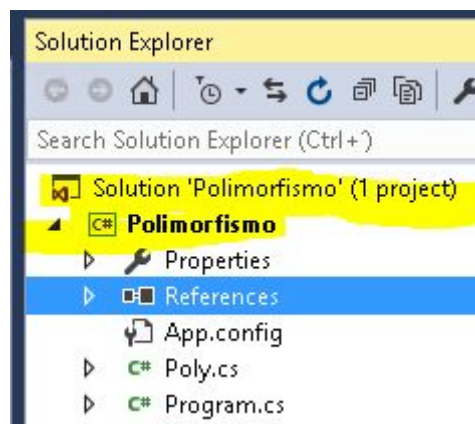 Solution Explorer
Search Solution Explorer (Ctrl+')
Solution 'Polimorfismo' (1 project)
C# Polimorfismo
Properties
References
App.config
C# Poly.cs
C# Program.cs